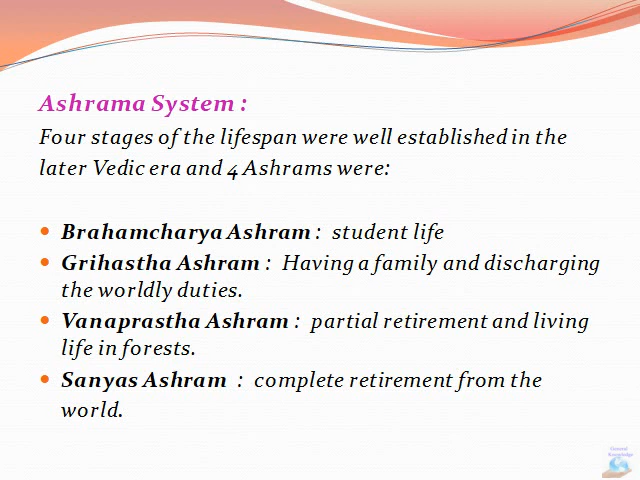 Ashrama System :
Four stages of the lifespan were well established in the
later Vedic era and 4 Ashrams were:
• Brahamcharya Ashram : student life
• Grihastha Ashram : Having a family and discharging
the worldly duties.
• Vanaprastha Ashram : partial retirement and living
life in forests.
• Sanyas Ashram : complete retirement from the
world.
General
Knowledge